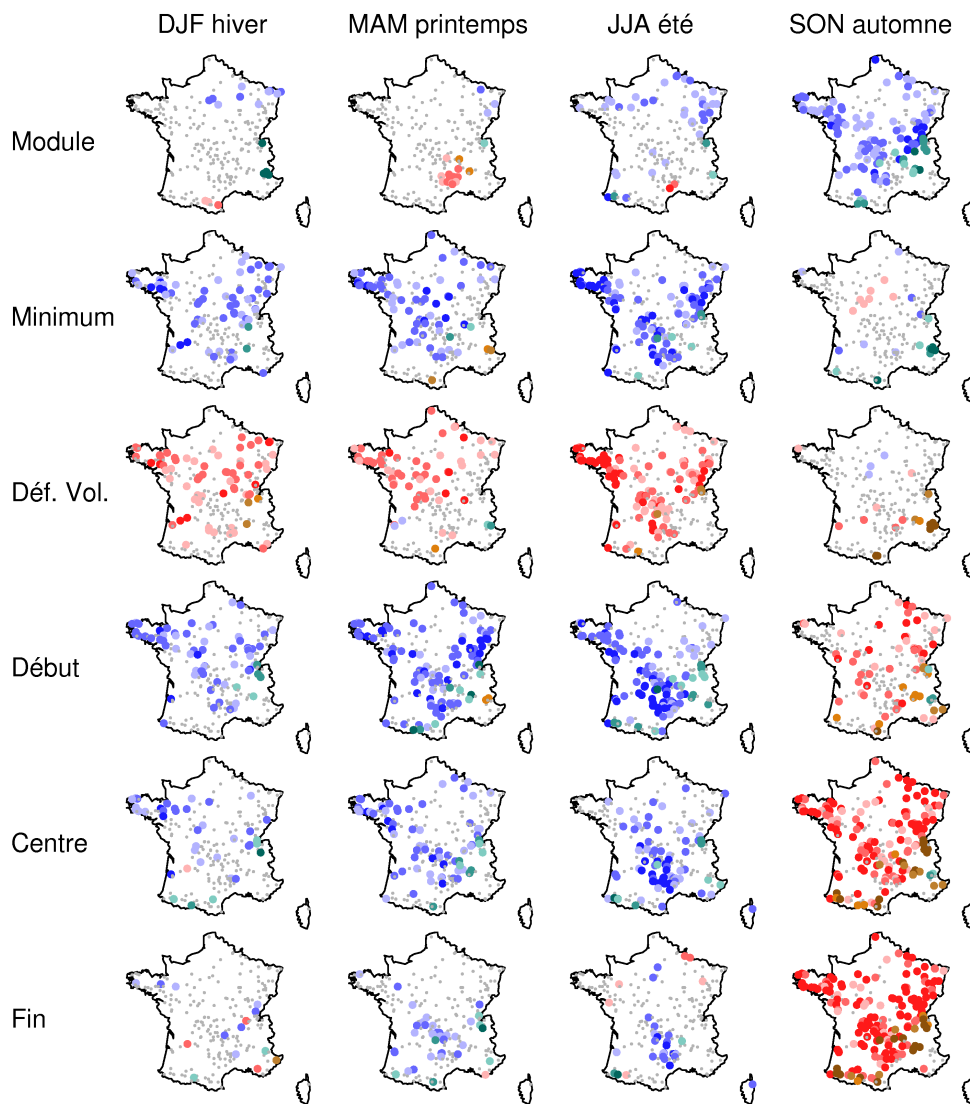 DJF hiver MAM printemps JJA été SON automne
Module
Minimum
Déf. Vol.
Début
Centre
Fin